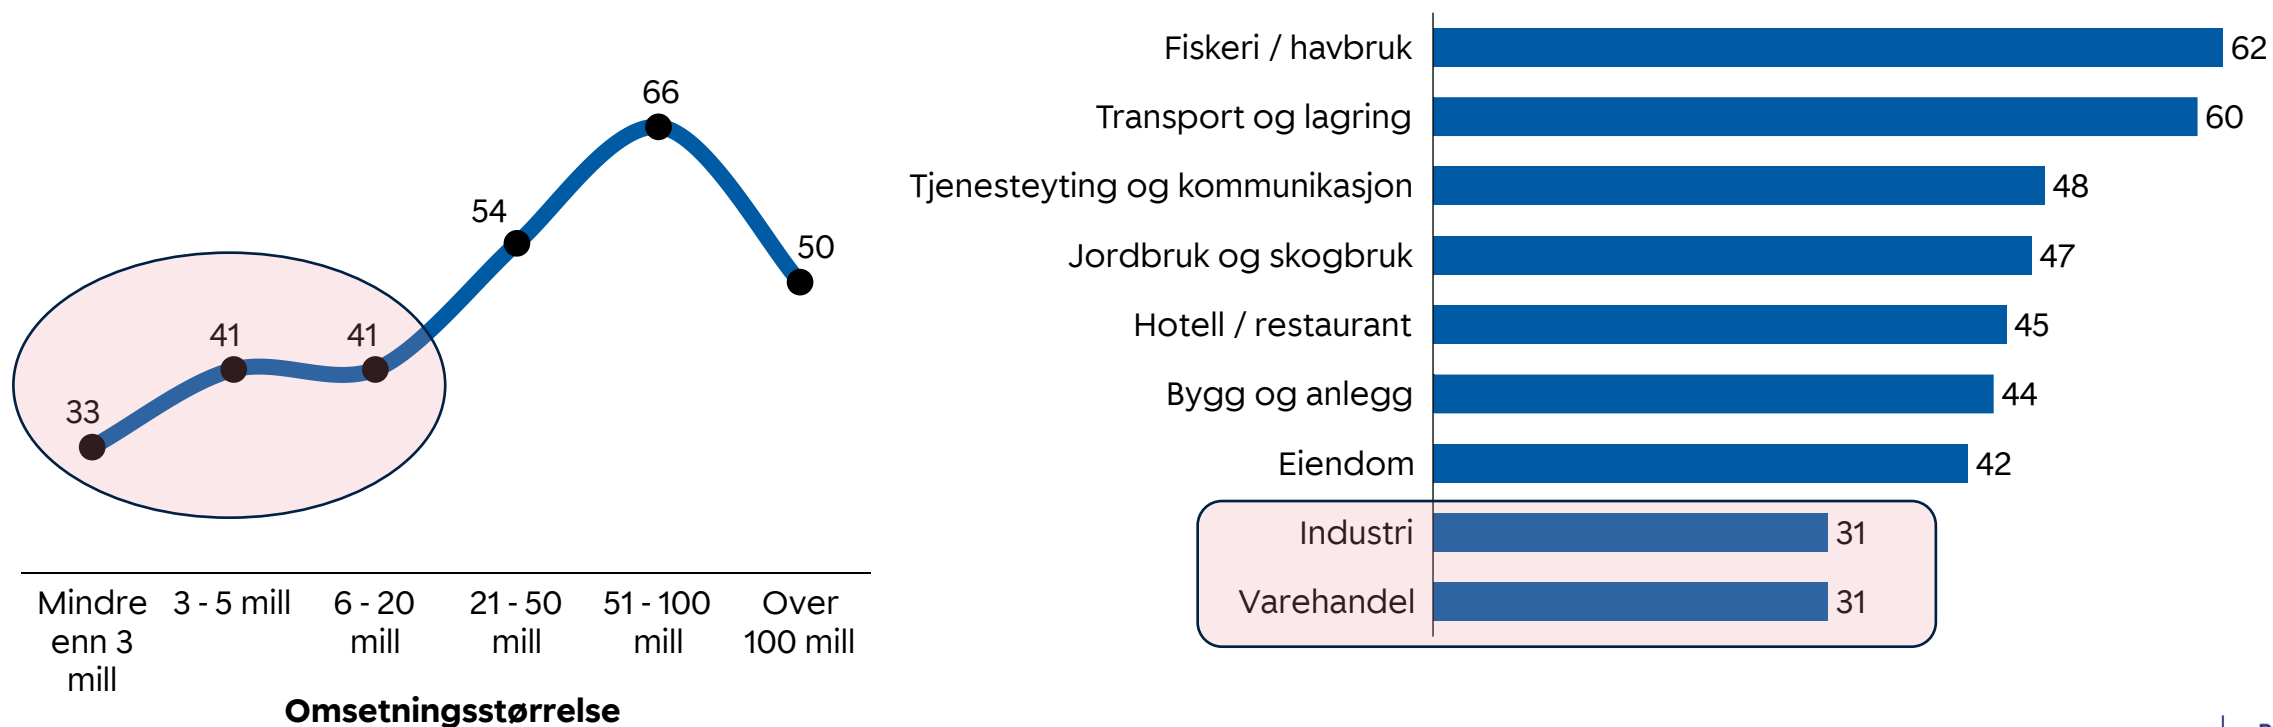 66
54
50
41
41
33
Mindre
enn 3
mill
3 - 5 mill
6 - 20
mill
21 - 50
mill
51 - 100
mill
Over
100 mill
Omsetningsstørrelse
Fiskeri / havbruk 62
Transport og lagring 60
Tjenesteyting og kommunikasjon 48
Jordbruk og skogbruk 47
Hotell / restaurant 45
Bygg og anlegg 44
Eiendom 42
Industri 31
Varehandel 31